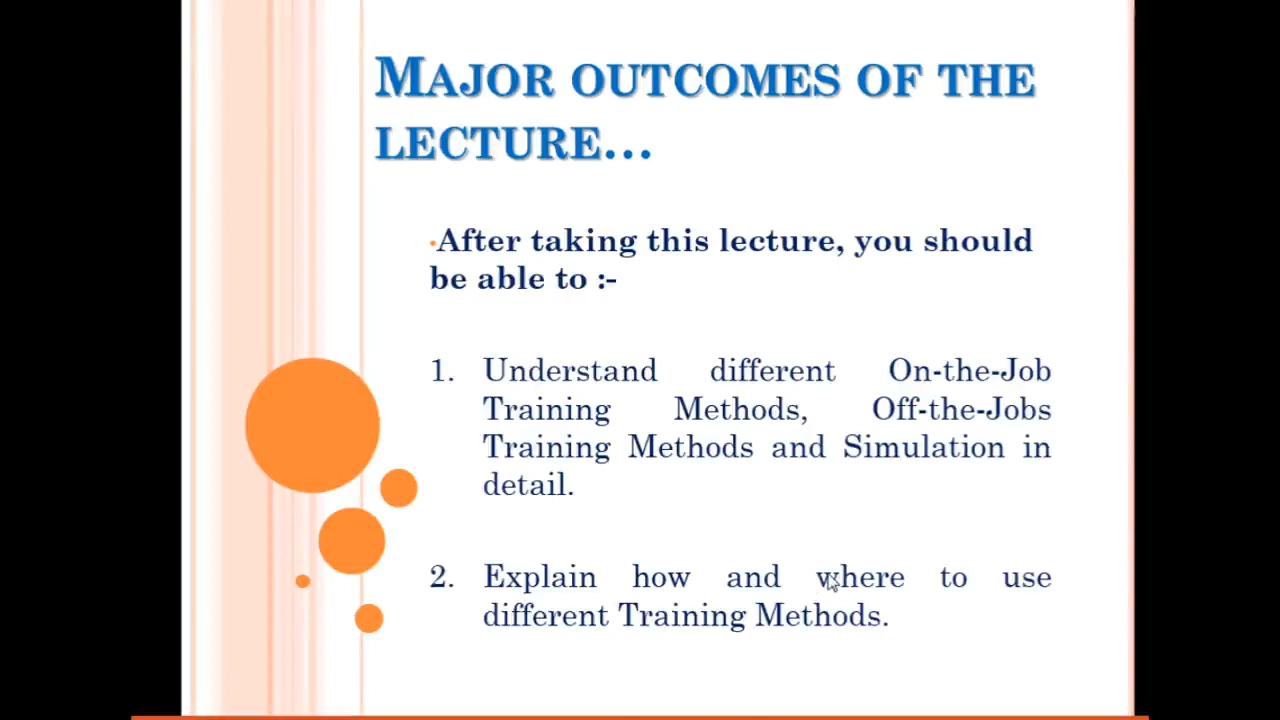 MAJOR OUTCOMES OF THE
LECTURE...
•After taking this lecture, you should
be able to :-
1. Understand different On-the-Job
Training Methods, Off-the-Jobs
Training Methods and Simulation in
detail.
2. Explain how and where to use
different Training Methods.